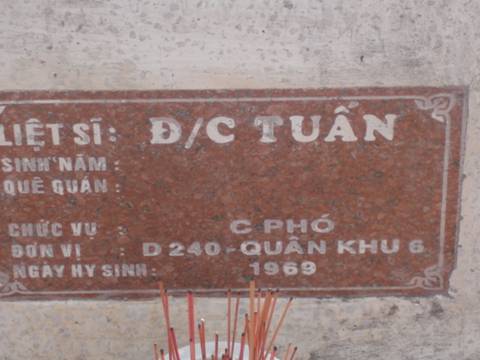 LIỆT SĨ: Đ/C TUẤN
SINH NĂM :
QUÊ QUÁN :
CHỨC VỤ : C-PHÓ
ĐƠN VỊ : D 240-QUÂN KHU 6
NGÀY HY SINH: 1969